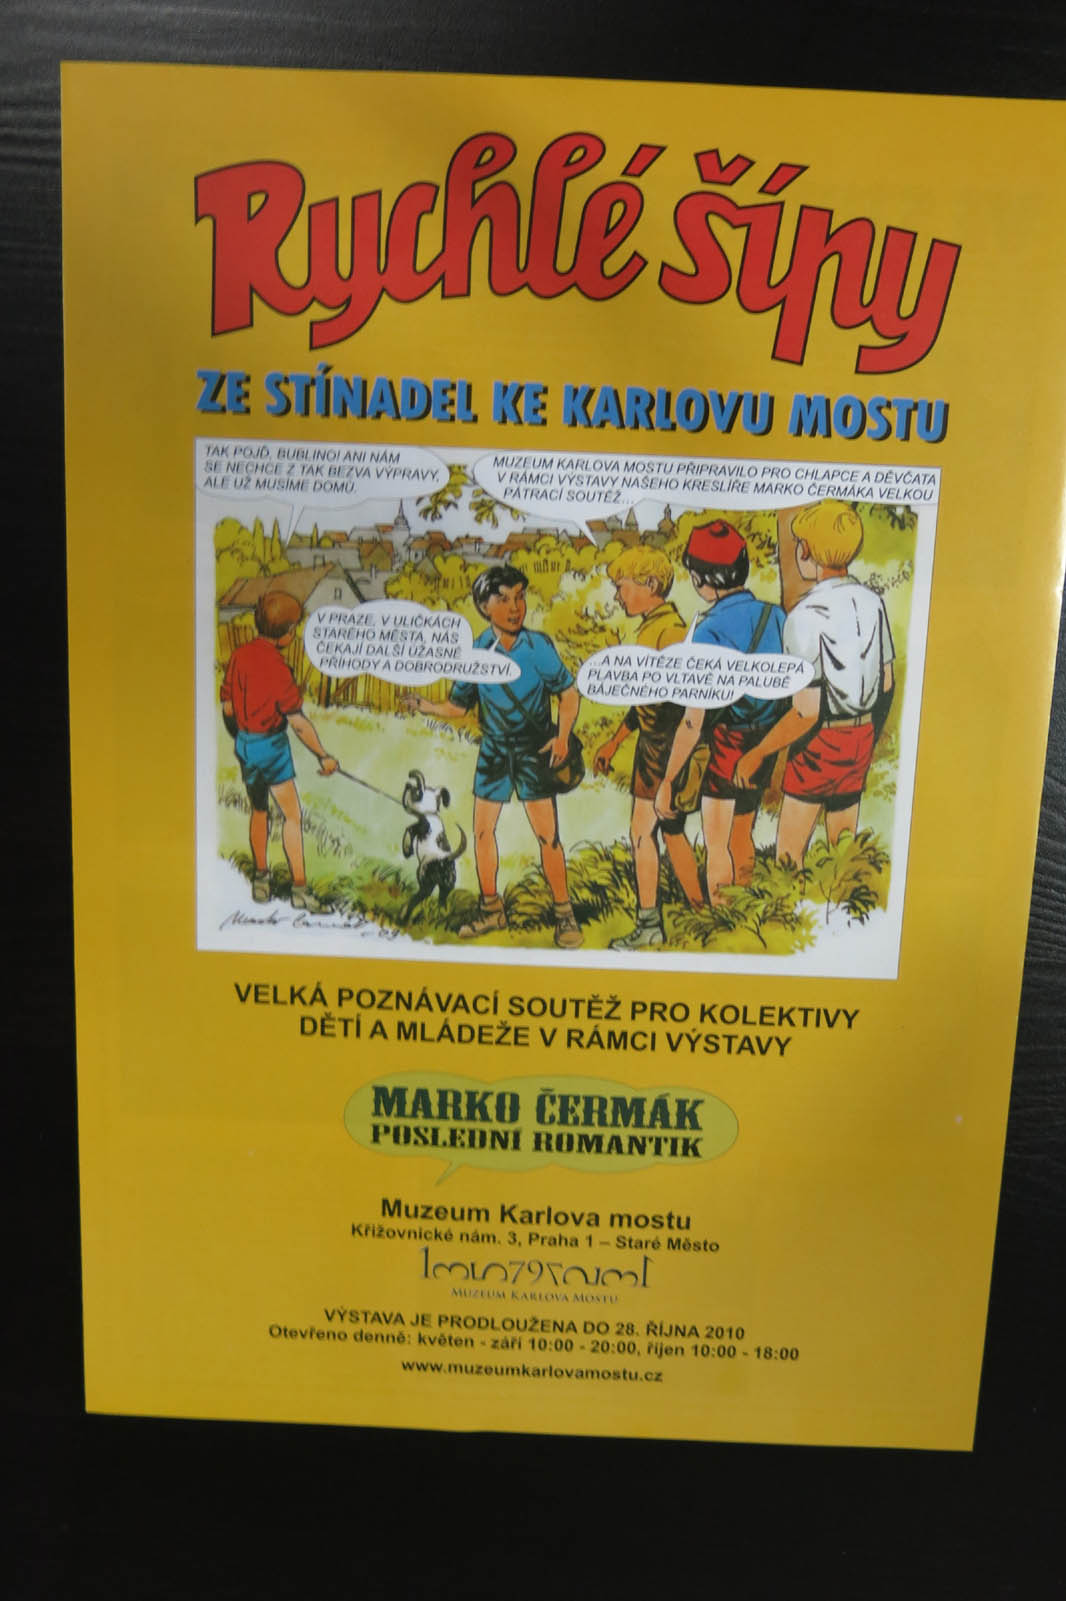 Rychlé šípy
ZE STÍNADEL KE KARLOVU MOSTU
TAK POJĎ, BUBLINO! ANI NÁM
SE NECHCE Z TAK BEZVA VÝPRAVY,
ALE UŽ MUSÍME DOMŮ.
MUZEUM KARLOVA MOSTU PŘIPRAVILO PRO CHLAPCE A DĚVČATA
V RÁMCI VÝSTAVY NAŠEHO KRESLÍŘE MARKO ČERMÁKA VELKOU
PÁTRACÍ SOUTĚŽ...
V PRAZE, V ULIČKÁCH
STARÉHO MĚSTA, NÁS
ČEKAJÍ DALŠÍ ÚŽASNÉ
PŘÍHODY A DOBRODRUŽSTVÍ.
...A NA VÍTĚZE ČEKÁ VELKOLEPÁ
PLAVBA PO VLTAVĚ NA PALUBĚ
BÁJEČNÉHO PARNÍKU!
Marko Čermák 09
VELKÁ POZNÁVACÍ SOUTĚŽ PRO KOLEKTIVY
DĚTÍ A MLÁDEŽE V RÁMCI VÝSTAVY
MARKO ČERMÁK
POSLEDNÍ ROMANTIK
Muzeum Karlova mostu
Křižovnické nám. 3, Praha 1 – Staré Město
135797531
MUZEUM KARLOVA MOSTU
VÝSTAVA JE PRODLOUŽENA DO 28. ŘÍJNA 2010
Otevřeno denně: květen - září 10:00 - 20:00, říjen 10:00 - 18:00
www.muzeumkarlovamostu.cz